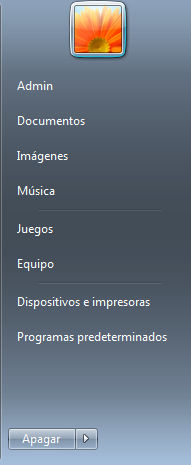 Admin
Documentos
Imágenes
Música
Juegos
Equipo
Dispositivos e impresoras
Programas predeterminados
Apagar